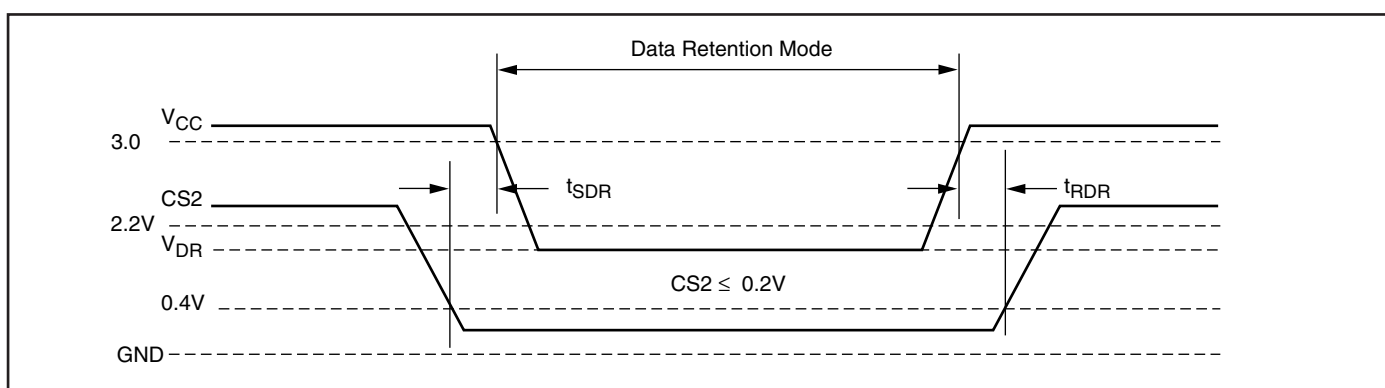 Data Retention Mode
VCC
3.0
tSDR
tRDR
CS2
2.2V
VDR
CS2 ≤ 0.2V
0.4V
GND